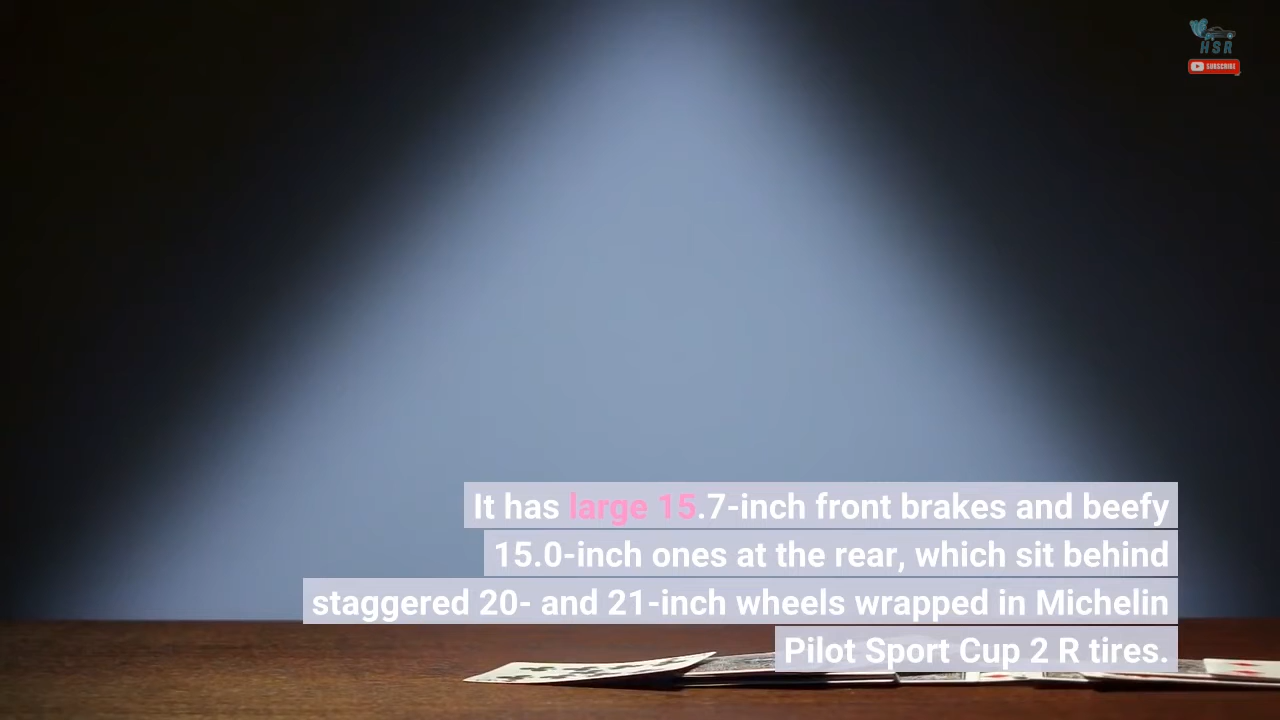 HSR
SUBSCRIBE
It has large 15.7-inch front brakes and beefy
15.0-inch ones at the rear, which sit behind
staggered 20- and 21-inch wheels wrapped in Michelin
Pilot Sport Cup 2 R tires.